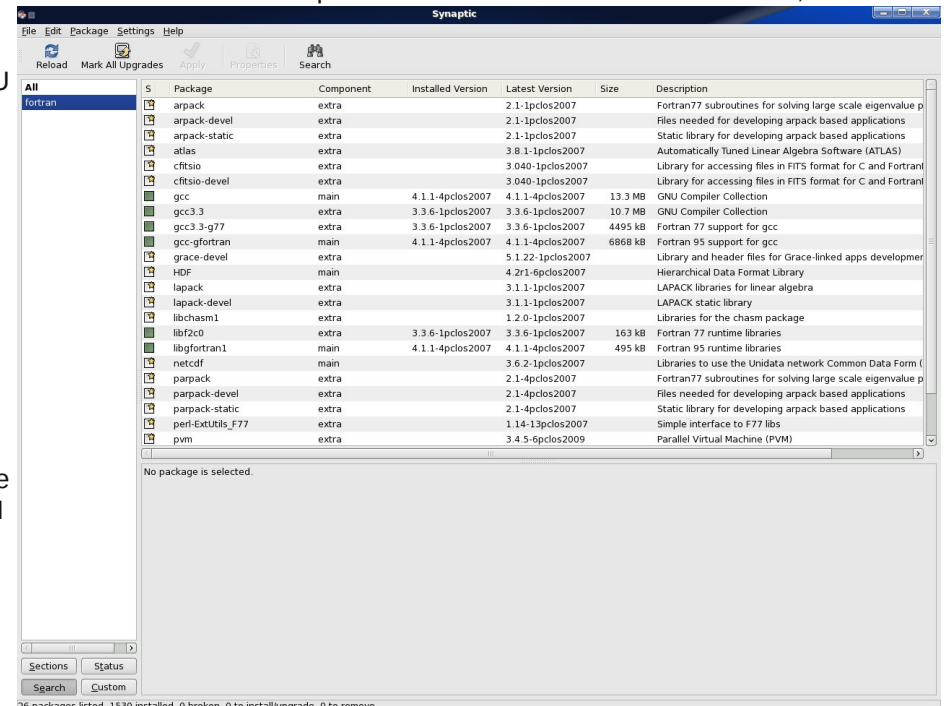 Synaptic
File Edit Package Settings Help
Reload Mark All Upgrades Apply Properties Search
U
All
fortran
S Package Component Installed Version Latest Version Size Description
arpack extra 2.1-1pclos2007 Fortran77 subroutines for solving large scale eigenvalue p
arpack-devel extra 2.1-1pclos2007 Files needed for developing arpack based applications
arpack-static extra 2.1-1pclos2007 Static library for developing arpack based applications
atlas extra 3.8.1-1pclos2007 Automatically Tuned Linear Algebra Software (ATLAS)
cfitsio extra 3.040-1pclos2007 Library for accessing files in FITS format for C and Fortran
cfitsio-devel extra 3.040-1pclos2007 Library for accessing files in FITS format for C and Fortran
gcc main 4.1.1-4pclos2007 4.1.1-4pclos2007 13.3 MB GNU Compiler Collection
gcc3.3 extra 3.3.6-1pclos2007 3.3.6-1pclos2007 10.7 MB GNU Compiler Collection
gcc3.3-g77 extra 3.3.6-1pclos2007 3.3.6-1pclos2007 4495 kB Fortran 77 support for gcc
gcc-gfortran main 4.1.1-4pclos2007 4.1.1-4pclos2007 6868 kB Fortran 95 support for gcc
grace-devel extra 5.1.22-1pclos2007 Library and header files for Grace-linked apps developmer
HDF main 4.2r1-6pclos2007 Hierarchical Data Format Library
lapack extra 3.1.1-1pclos2007 LAPACK libraries for linear algebra
lapack-devel extra 3.1.1-1pclos2007 LAPACK static library
libchasm1 extra 1.2.0-1pclos2007 Libraries for the chasm package
libf2c0 extra 3.3.6-1pclos2007 3.3.6-1pclos2007 163 kB Fortran 77 runtime libraries
libgfortran1 main 4.1.1-4pclos2007 4.1.1-4pclos2007 495 kB Fortran 95 runtime libraries
netcdf main 3.6.2-1pclos2007 Libraries to use the Unidata network Common Data Form (
parpack extra 2.1-4pclos2007 Fortran77 subroutines for solving large scale eigenvalue p
parpack-devel extra 2.1-4pclos2007 Files needed for developing arpack based applications
parpack-static extra 2.1-4pclos2007 Static library for developing arpack based applications
perl-ExtUtils_F77 extra 1.14-13pclos2007 Simple interface to F77 libs
pvm extra 3.4.5-6pclos2009 Parallel Virtual Machine (PVM)
No package is selected.
e
Sections Status
Search Custom
26 packages listed, 1530 installed, 0 broken. 0 to install/upgrade, 0 to remove